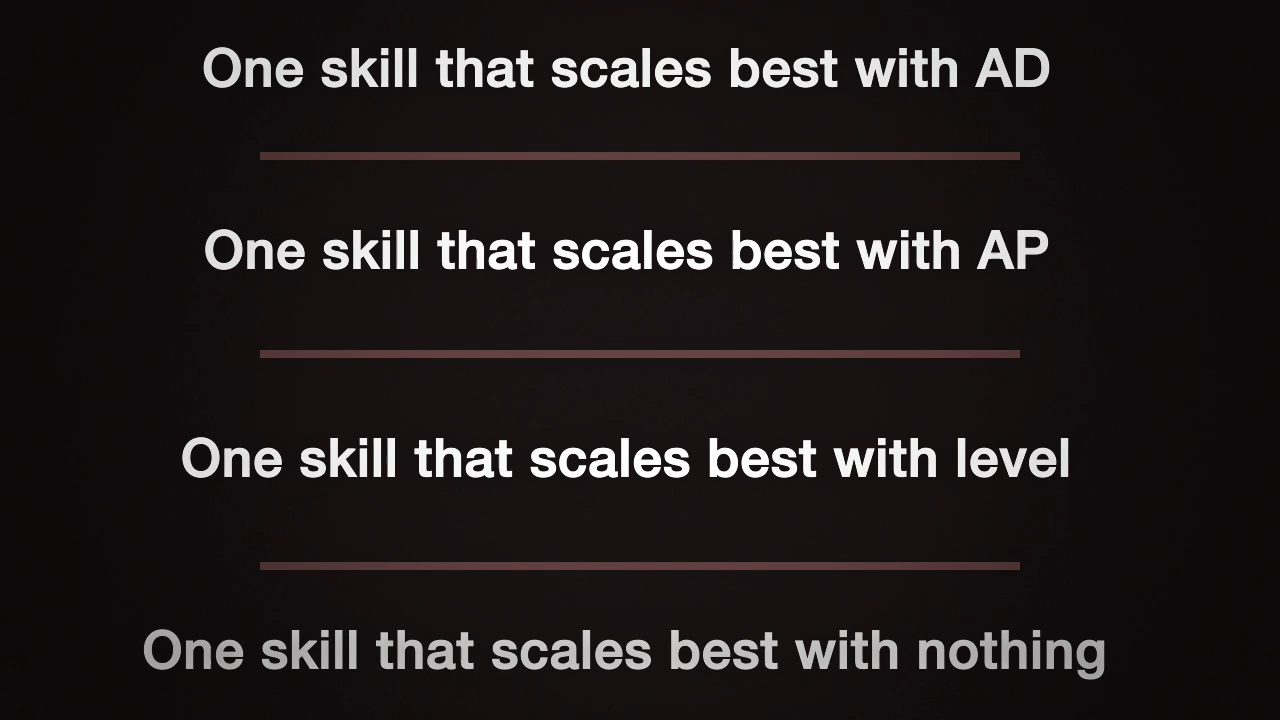 One skill that scales best with AD
One skill that scales best with AP
One skill that scales best with level
One skill that scales best with nothing